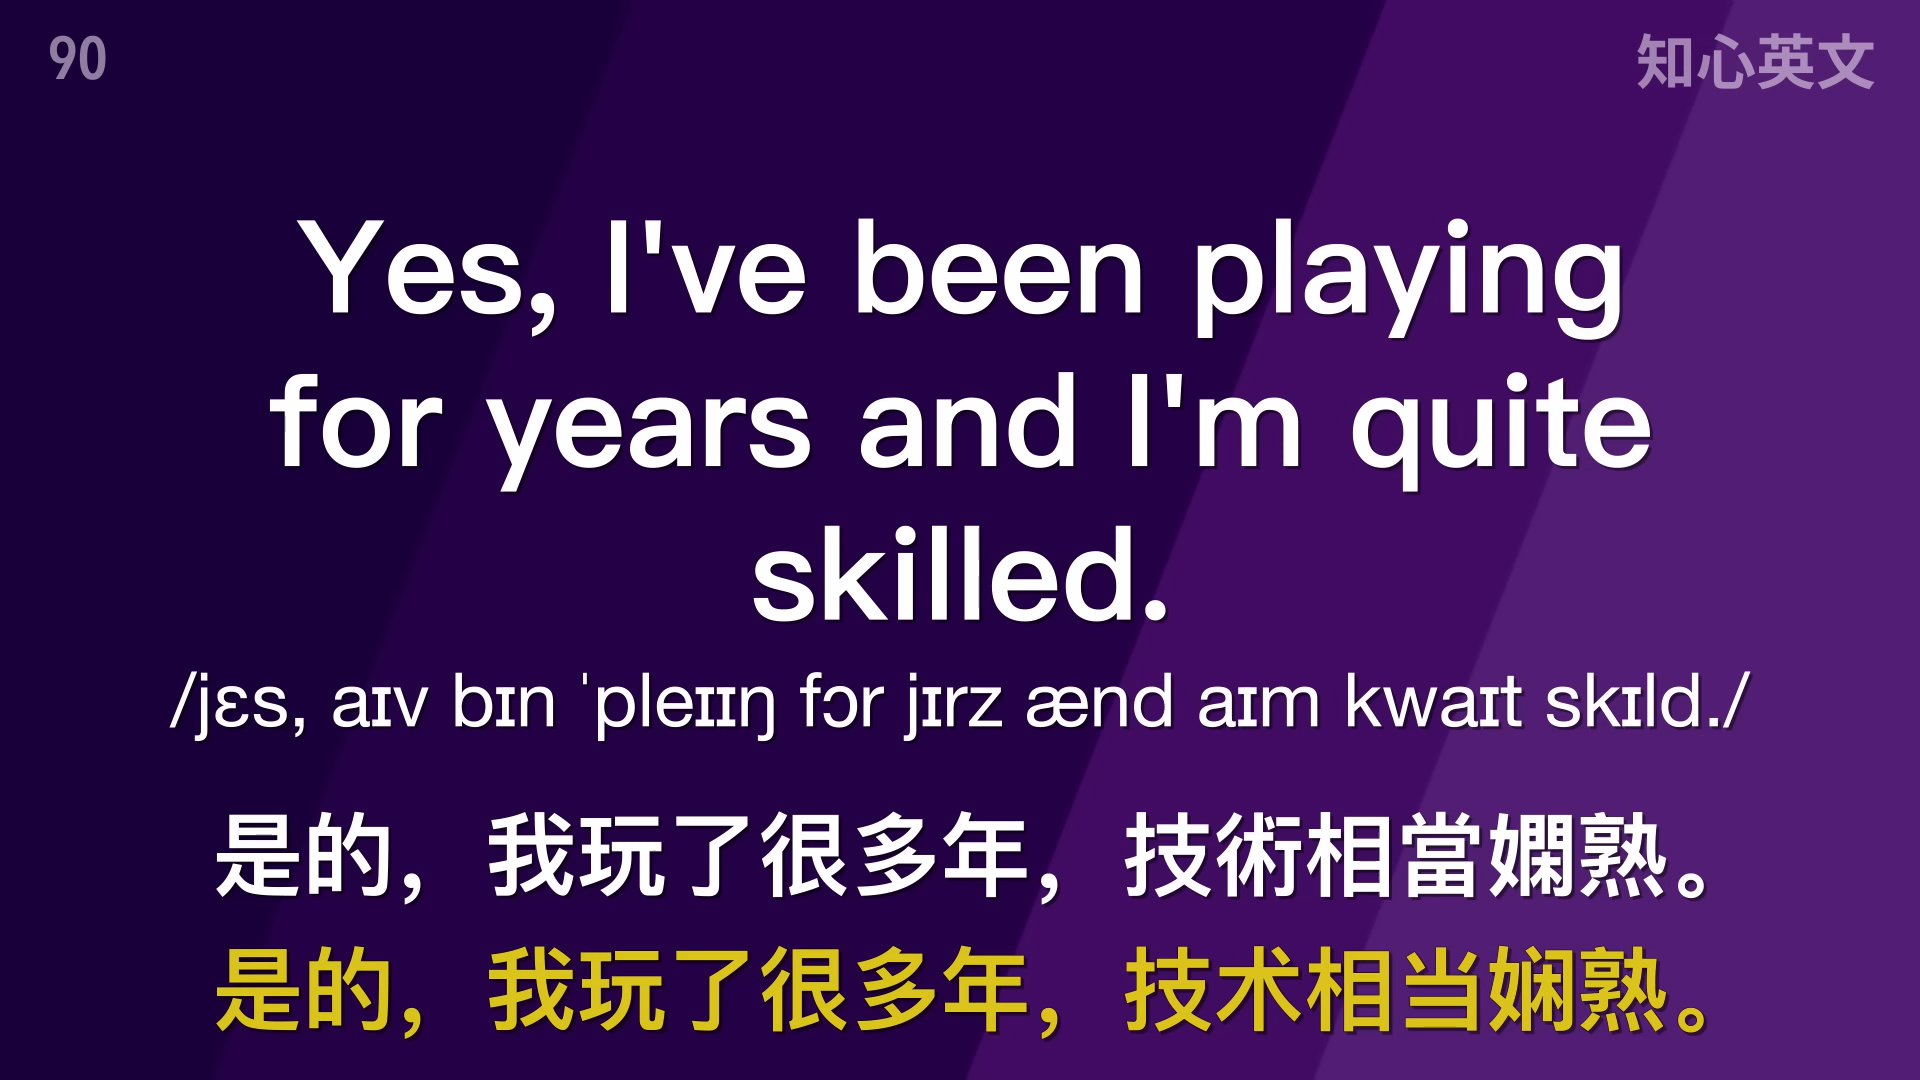 90
知心英文
Yes, I've been playing
for years and I'm quite
skilled.
/jɛs, aɪv bɪn ˈpleɪɪŋ fɔr jɪrz ænd aɪm kwaɪt skɪld./
是的，我玩了很多年，技術相當嫻熟。
是的，我玩了很多年，技术相当娴熟。